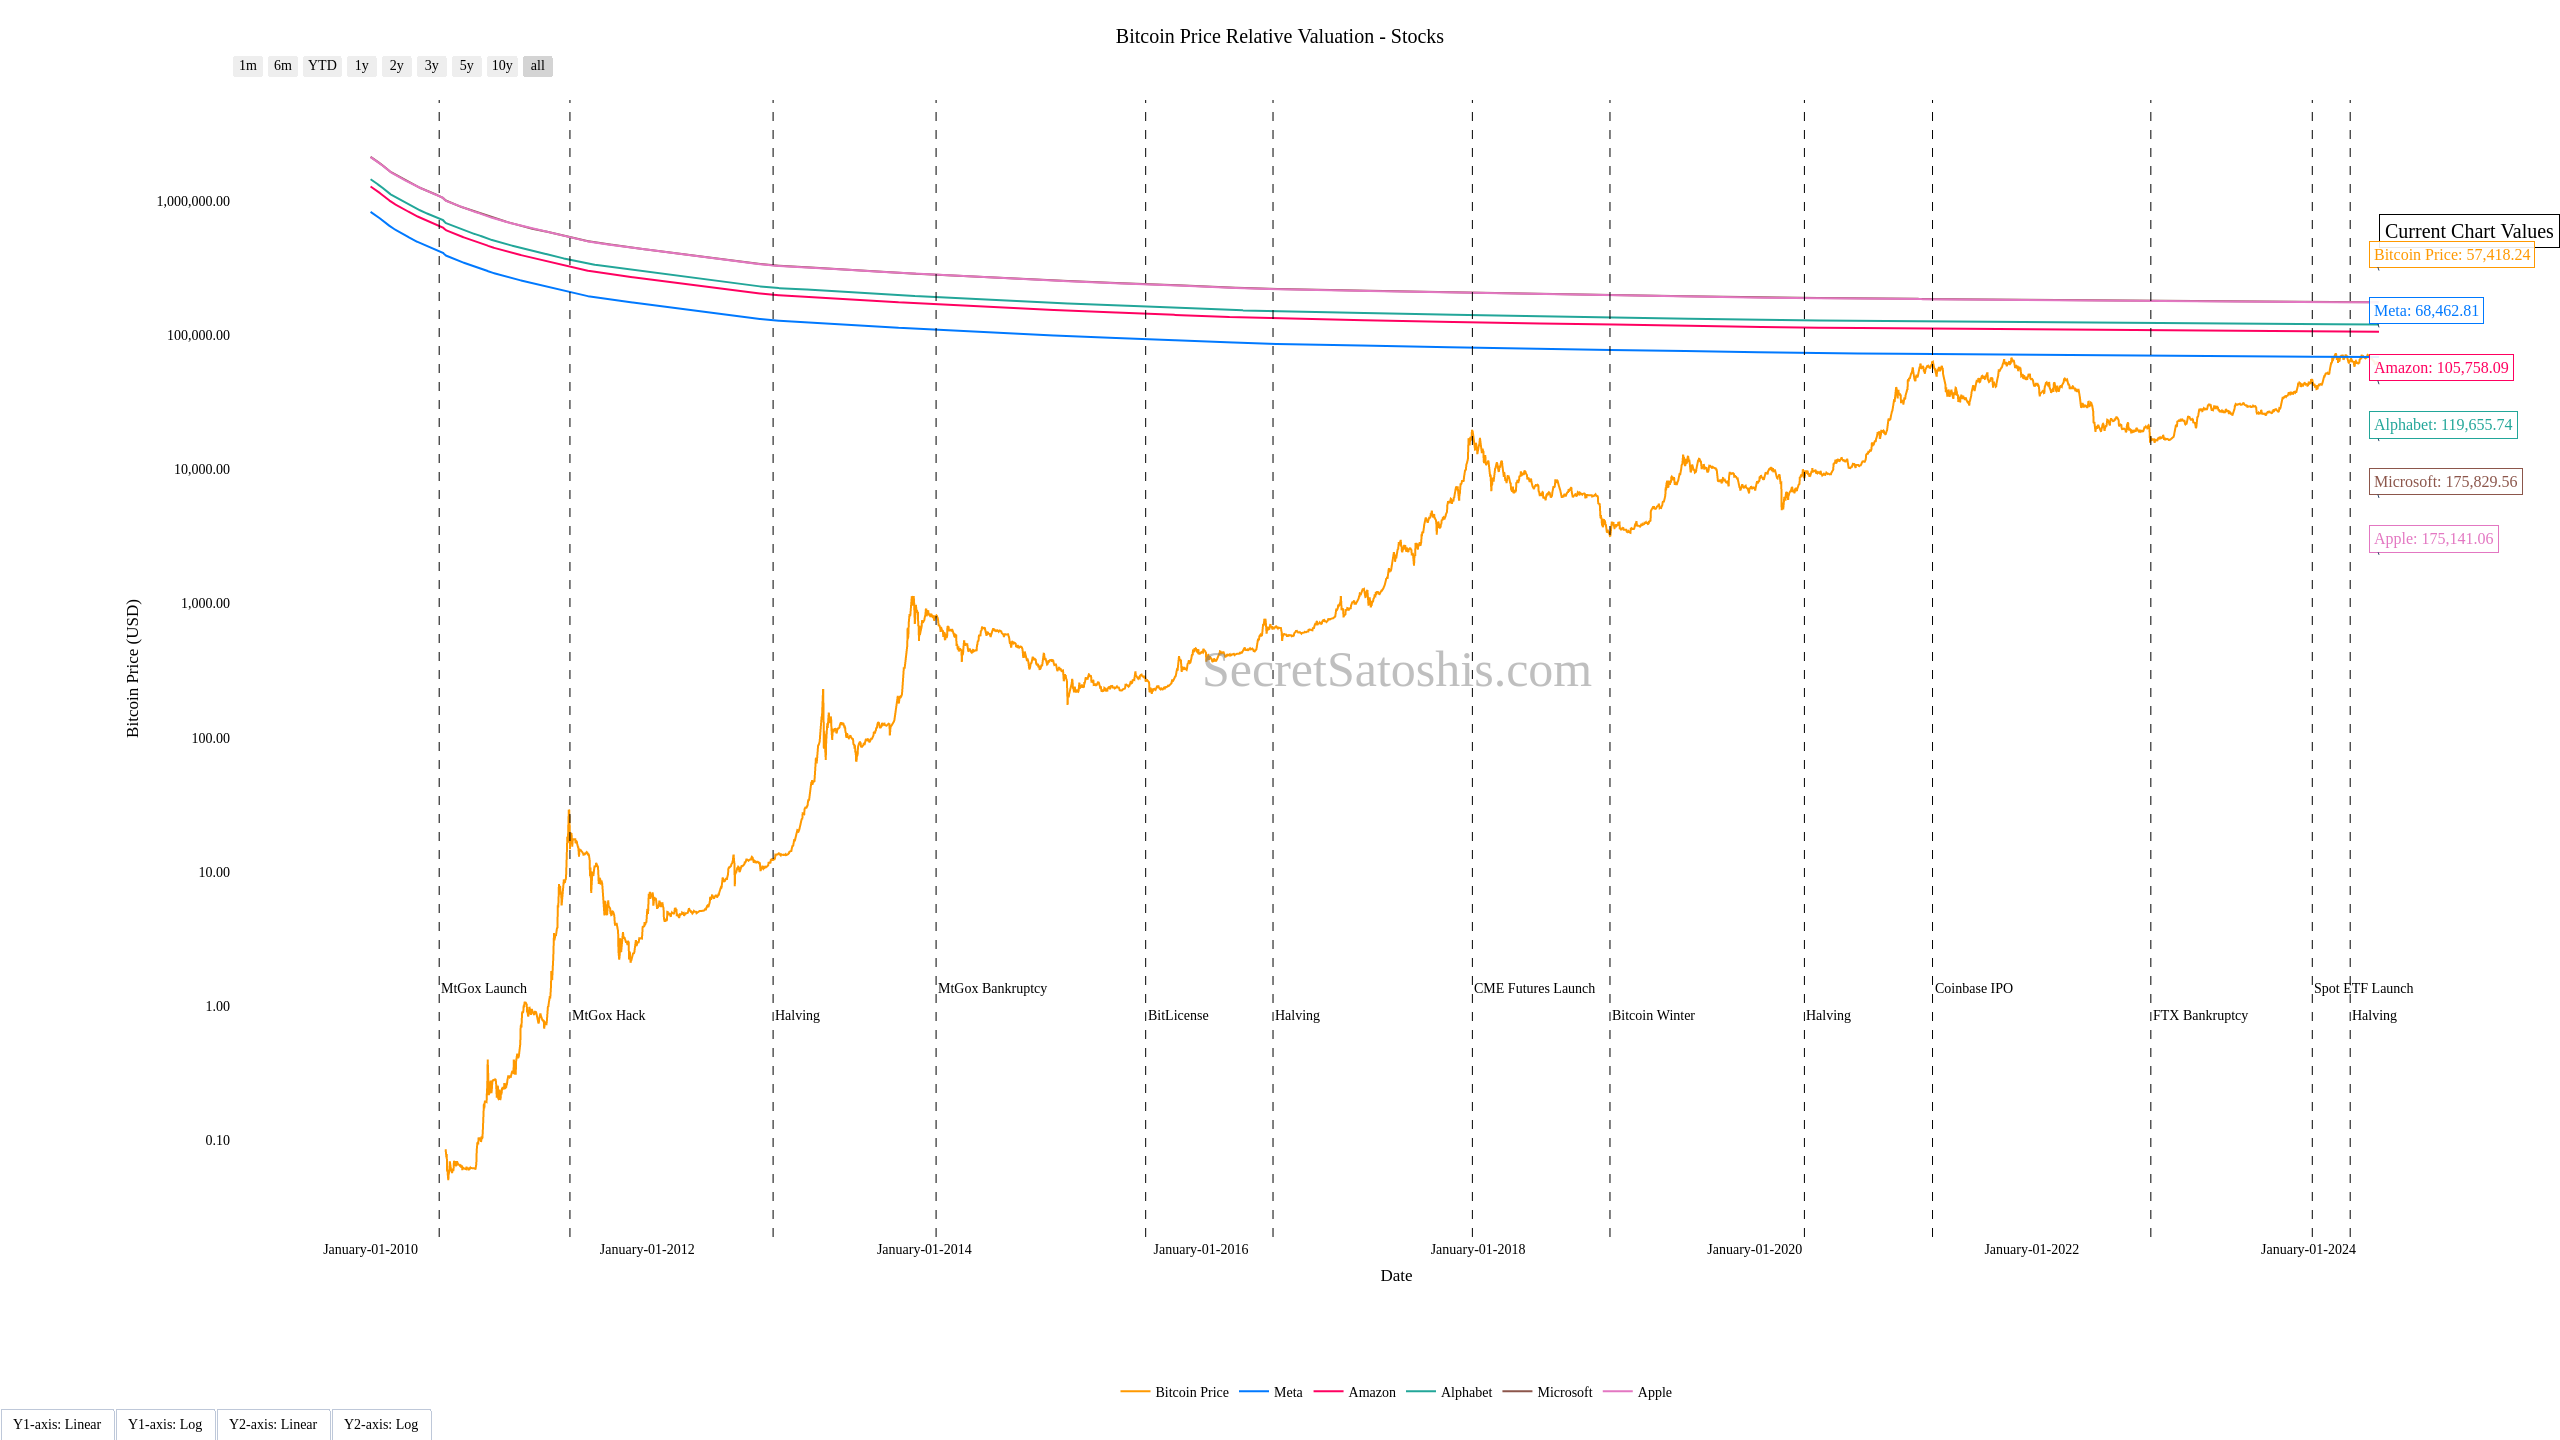 Bitcoin Price Relative Valuation - Stocks
1m 6m YTD 1y 2y 3y 5y 10y all
1,000,000.00
100,000.00
10,000.00
1,000.00
100.00
10.00
1.00
0.10
Bitcoin Price (USD)
Current Chart Values
Bitcoin Price: 57,418.24
Meta: 68,462.81
Amazon: 105,758.09
Alphabet: 119,655.74
Microsoft: 175,829.56
Apple: 175,141.06
SecretSatoshis.com
MtGox Launch
MtGox Hack
Halving
MtGox Bankruptcy
BitLicense
Halving
CME Futures Launch
Bitcoin Winter
Halving
Coinbase IPO
FTX Bankruptcy
Spot ETF Launch
Halving
January-01-2010 January-01-2012 January-01-2014 January-01-2016 January-01-2018 January-01-2020 January-01-2022 January-01-2024
Date
Bitcoin Price Meta Amazon Alphabet Microsoft Apple
Y1-axis: Linear Y1-axis: Log Y2-axis: Linear Y2-axis: Log